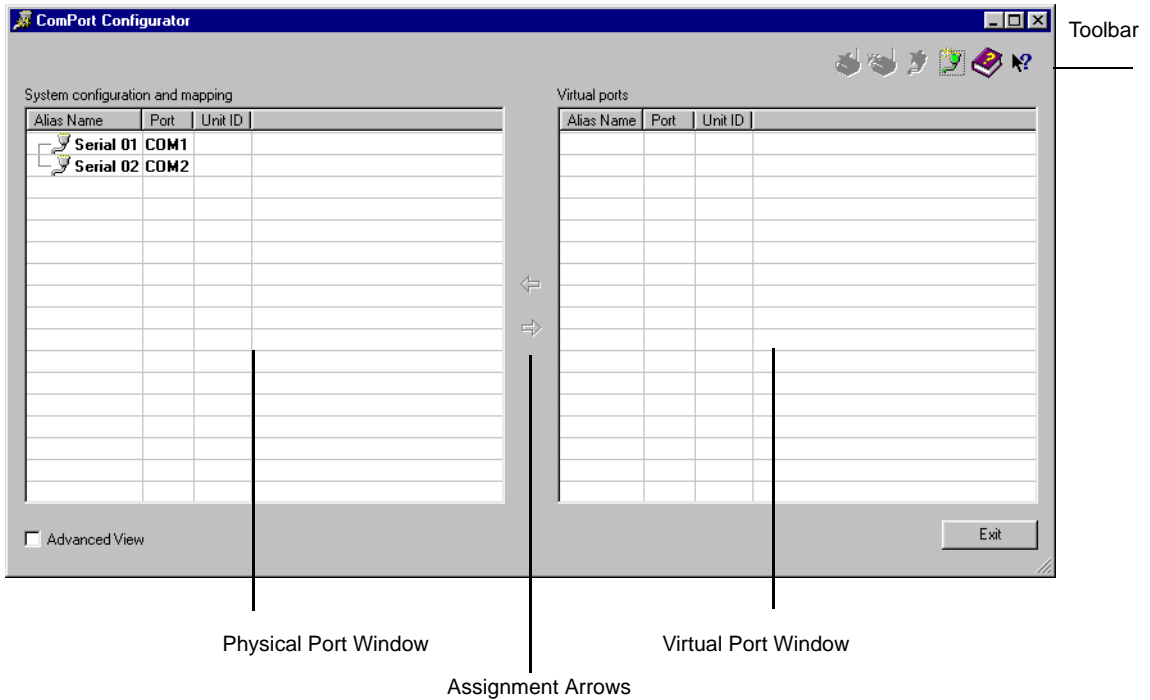 ComPort Configurator
Toolbar
System configuration and mapping
Virtual ports
Alias Name Port Unit ID
Alias Name Port Unit ID
Serial 01 COM1
Serial 02 COM2
Advanced View
Exit
Physical Port Window
Virtual Port Window
Assignment Arrows